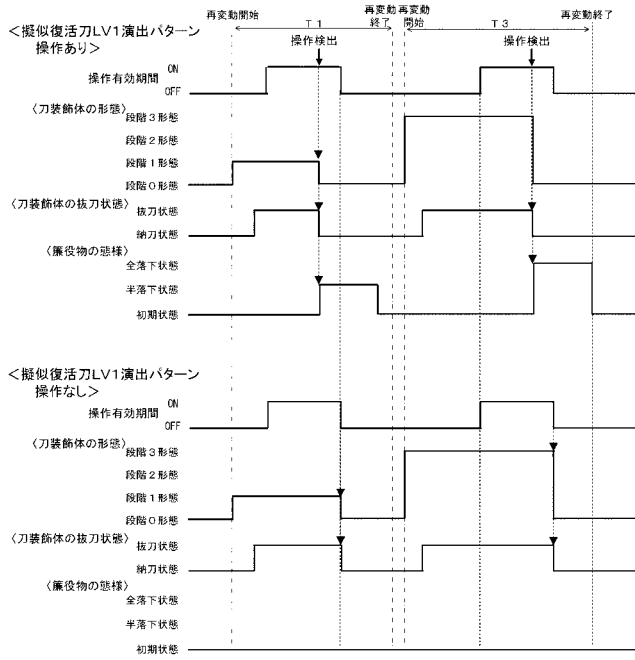 再変動開始 T1 再変動終了 再変動開始 T3 再変動終了
＜擬似復活刀LV1演出パターン
操作あり＞
操作検出 操作検出
操作有効期間 ON
OFF
〈刀装飾体の形態〉
段階3形態
段階2形態
段階1形態
段階0形態
〈刀装飾体の抜刀状態〉
抜刀状態
納刀状態
〈簾役物の態様〉
全落下状態
半落下状態
初期状態
＜擬似復活刀LV1演出パターン
操作なし＞
操作有効期間 ON
OFF
〈刀装飾体の形態〉
段階3形態
段階2形態
段階1形態
段階0形態
〈刀装飾体の抜刀状態〉
抜刀状態
納刀状態
〈簾役物の態様〉
全落下状態
半落下状態
初期状態